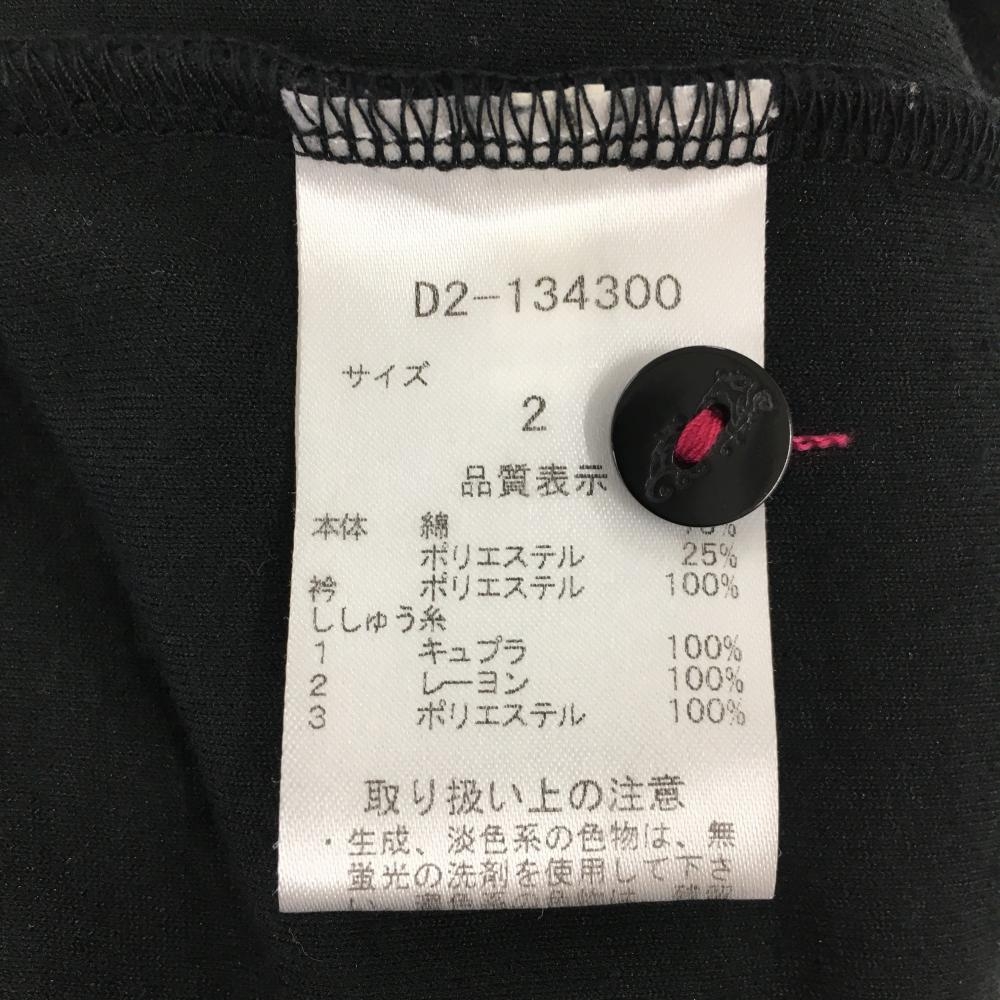 D2-134300
サイズ
2
品質表示
本体 綿
ポリエステル 25%
衿 ポリエステル 100%
ししゅう糸
1 キュプラ 100%
2 レーヨン 100%
3 ポリエステル 100%
取り扱い上の注意
・生成、淡色系の色物は、無
蛍光の洗剤を使用して下さ